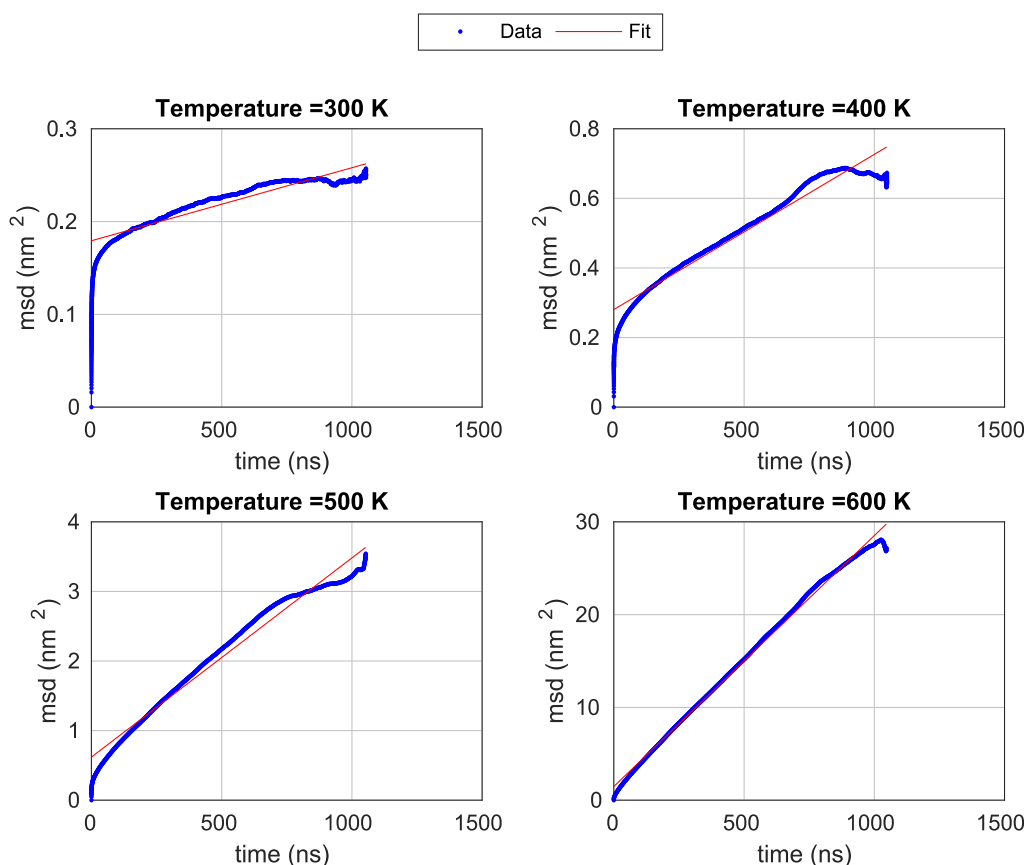 Data Fit
Temperature =300 K
0.3
0.2
0.1
0
msd (nm 2)
0 500 1000 1500
time (ns)
Temperature =400 K
0.8
0.6
0.4
0.2
0
msd (nm 2)
0 500 1000 1500
time (ns)
Temperature =500 K
4
3
2
1
0
msd (nm 2)
0 500 1000 1500
time (ns)
Temperature =600 K
30
20
10
0
msd (nm 2)
0 500 1000 1500
time (ns)